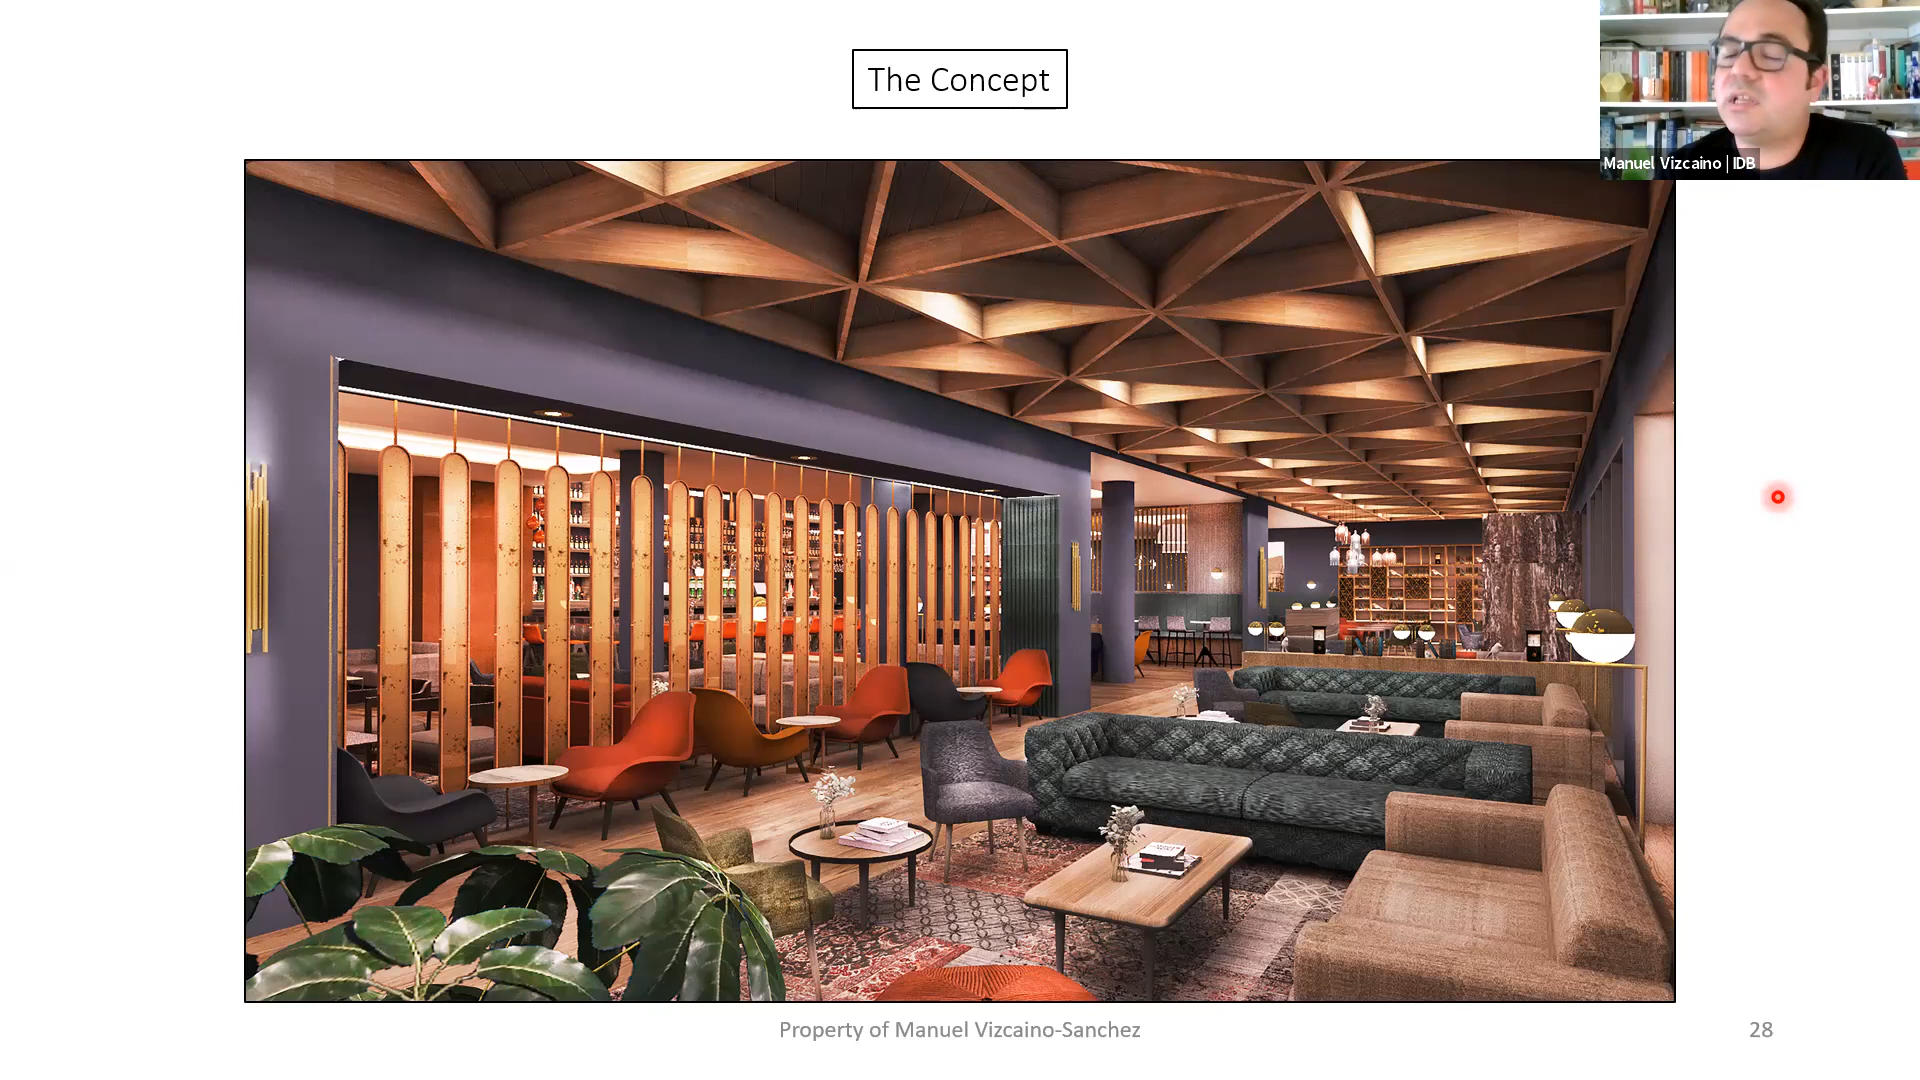 The Concept
Manuel Vizcaino | IDB
Property of Manuel Vizcaino-Sanchez
28